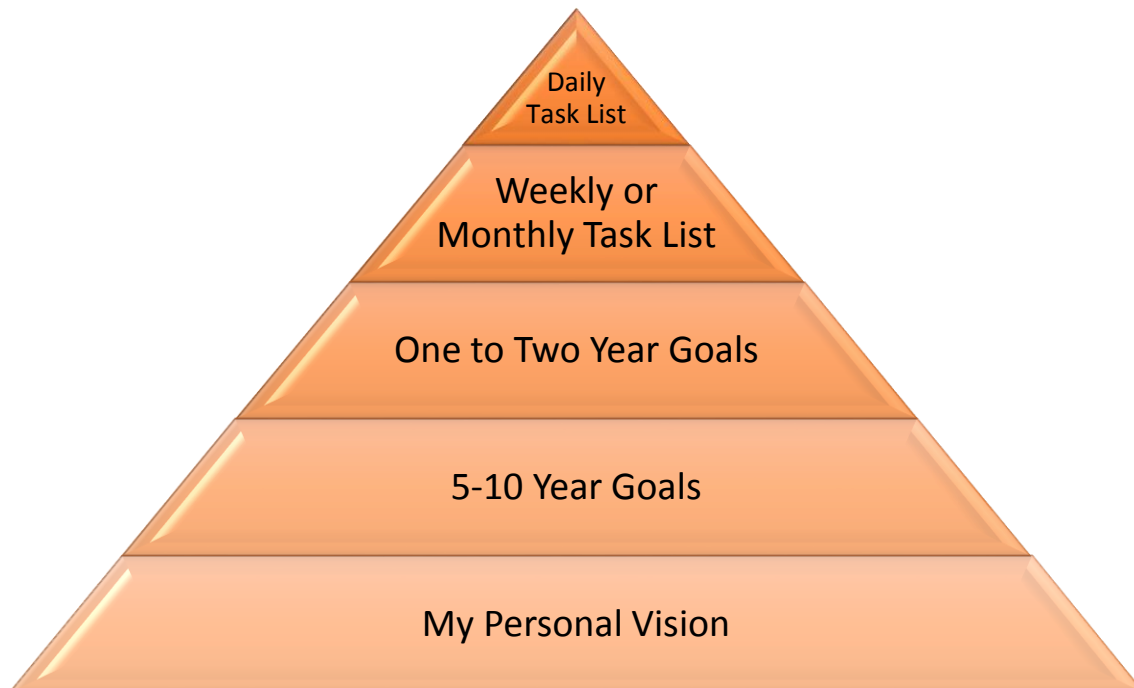 Daily
Task List
Weekly or
Monthly Task List
One to Two Year Goals
5-10 Year Goals
My Personal Vision